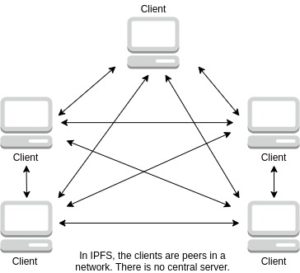 Client
Client
Client
Client
Client
In IPFS, the clients are peers in a
network. There is no central server.